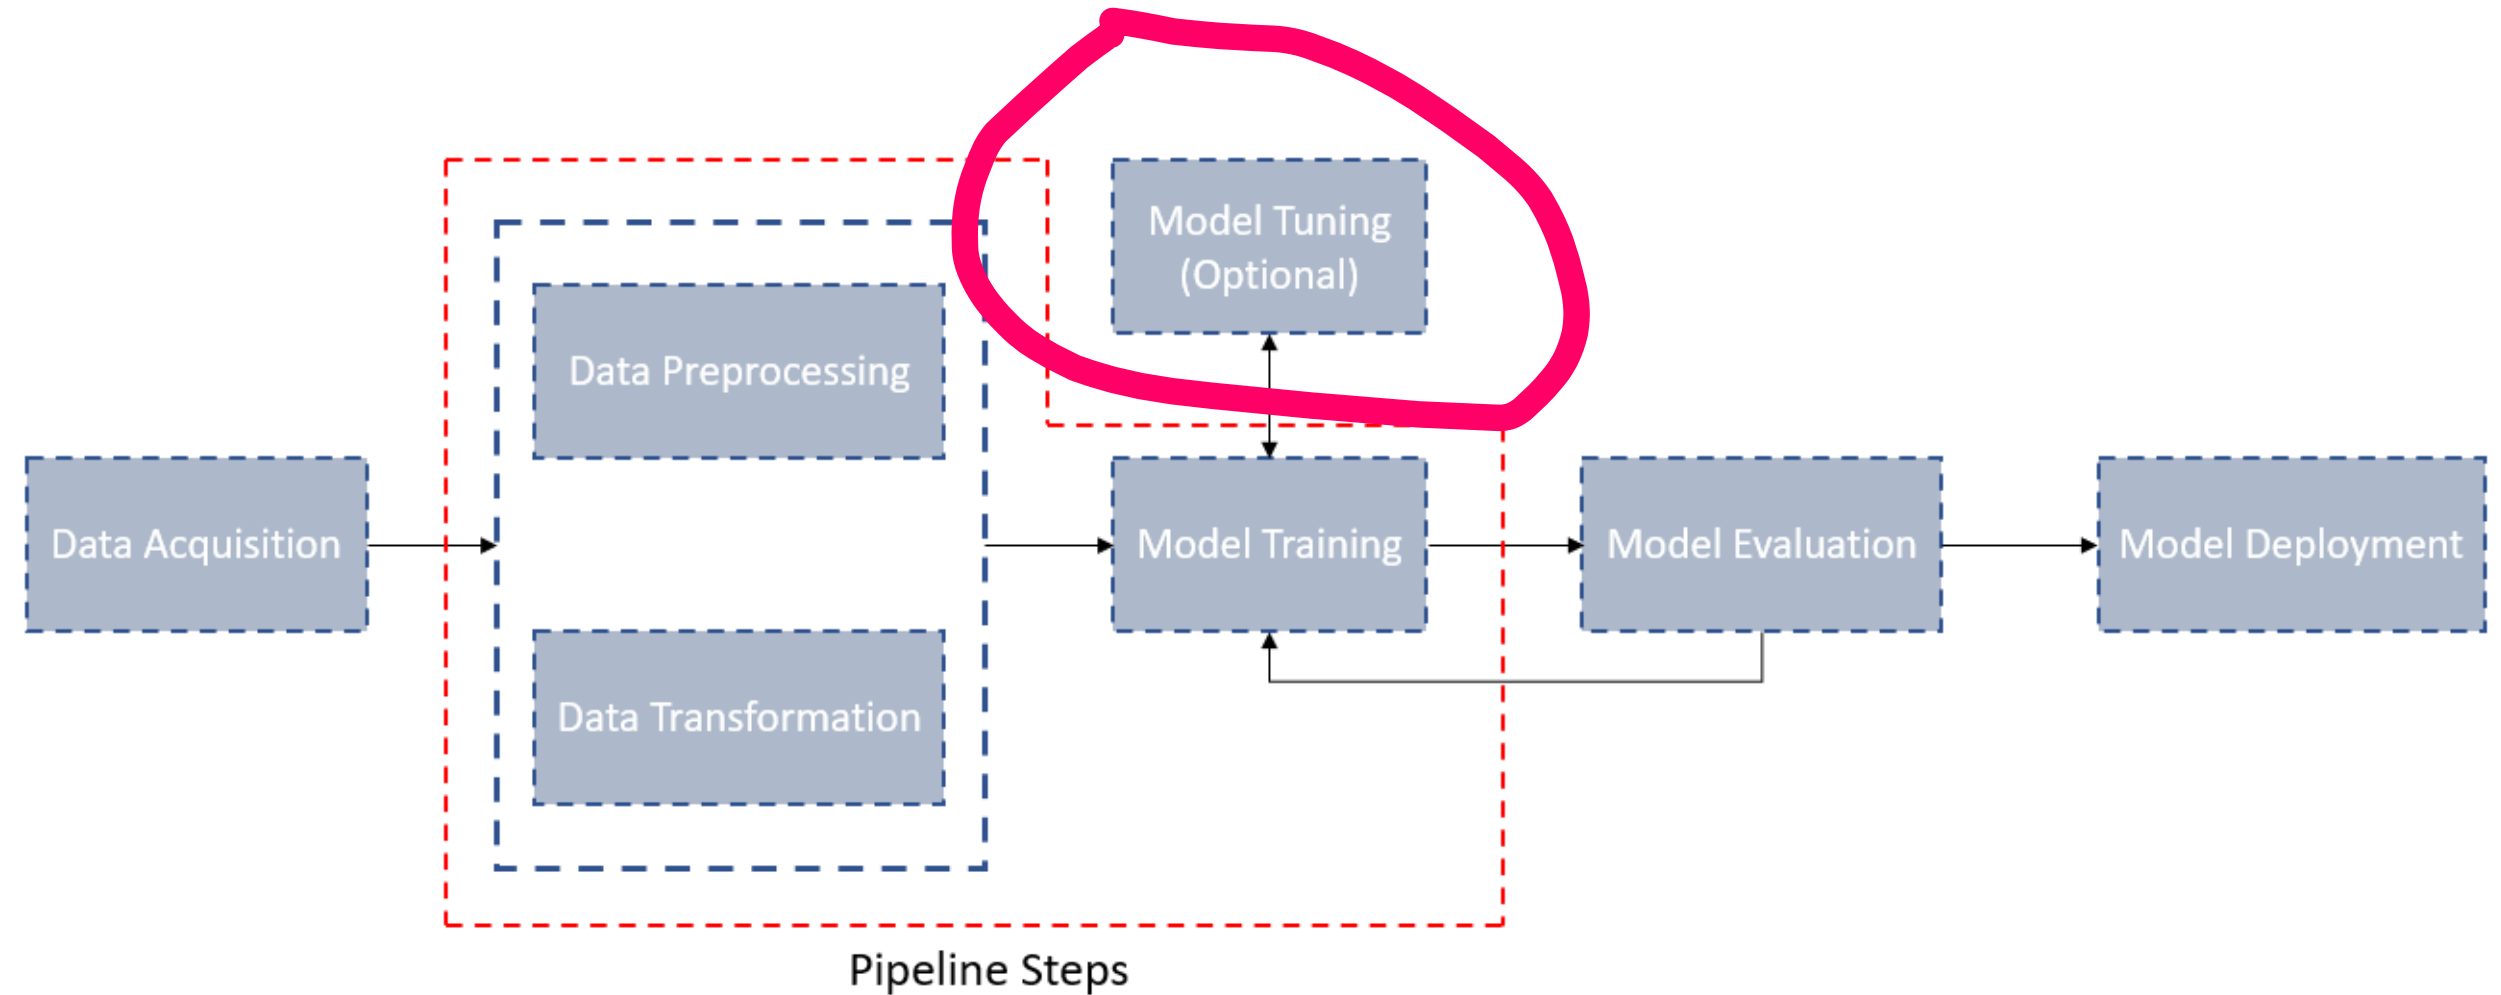 Model Tuning
(Optional)
Data Preprocessing
Data Acquisition
Model Training
Model Evaluation
Model Deployment
Data Transformation
Pipeline Steps